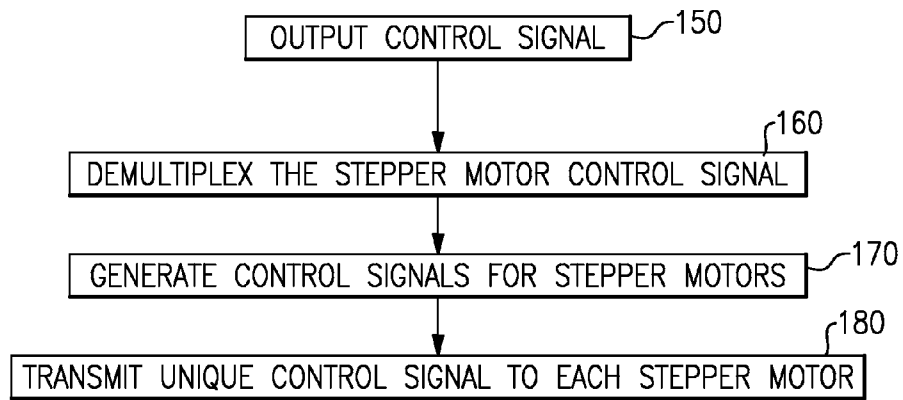 OUTPUT CONTROL SIGNAL
150
DEMULTIPLEX THE STEPPER MOTOR CONTROL SIGNAL
160
GENERATE CONTROL SIGNALS FOR STEPPER MOTORS
170
TRANSMIT UNIQUE CONTROL SIGNAL TO EACH STEPPER MOTOR
180